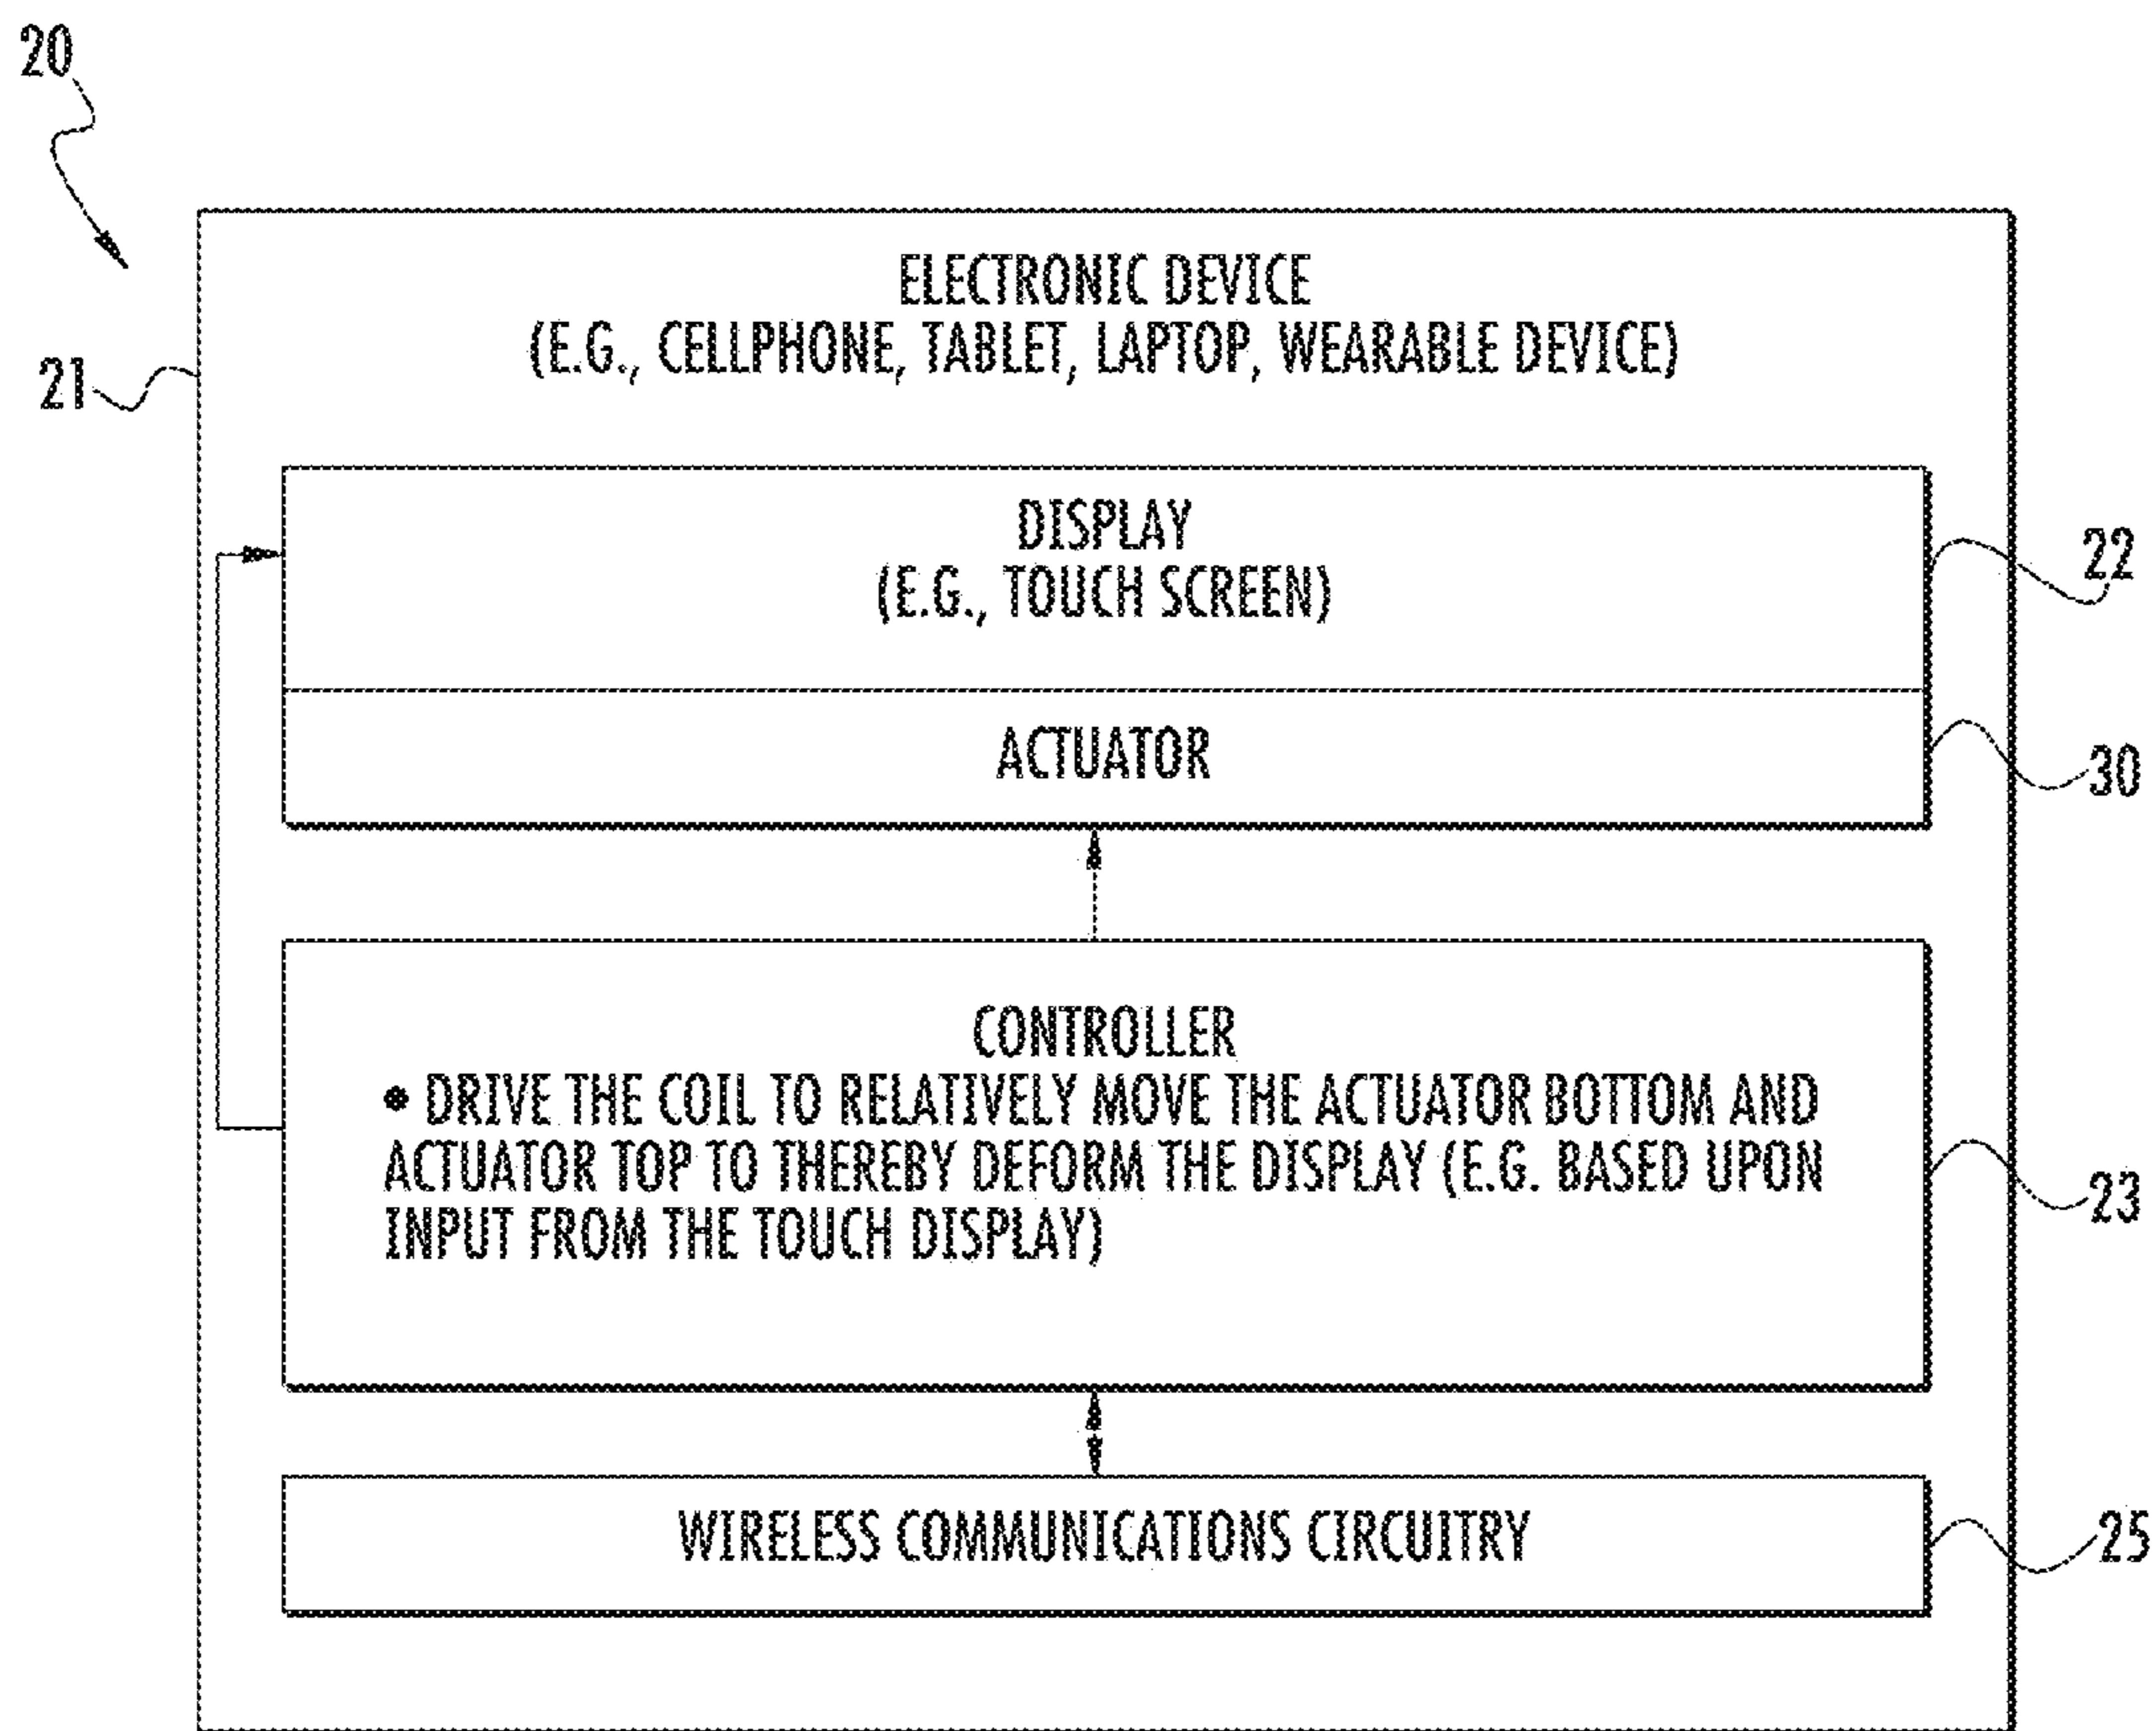 20
ELECTRONIC DEVICE
(E.G., CELLPHONE, TABLET, LAPTOP, WEARABLE DEVICE)
21
DISPLAY
(E.G., TOUCH SCREEN)
22
ACTUATOR
30
CONTROLLER
• DRIVE THE COIL TO RELATIVELY MOVE THE ACTUATOR BOTTOM AND
ACTUATOR TOP TO THEREBY DEFORM THE DISPLAY (E.G. BASED UPON
INPUT FROM THE TOUCH DISPLAY)
23
WIRELESS COMMUNICATIONS CIRCUITRY
25